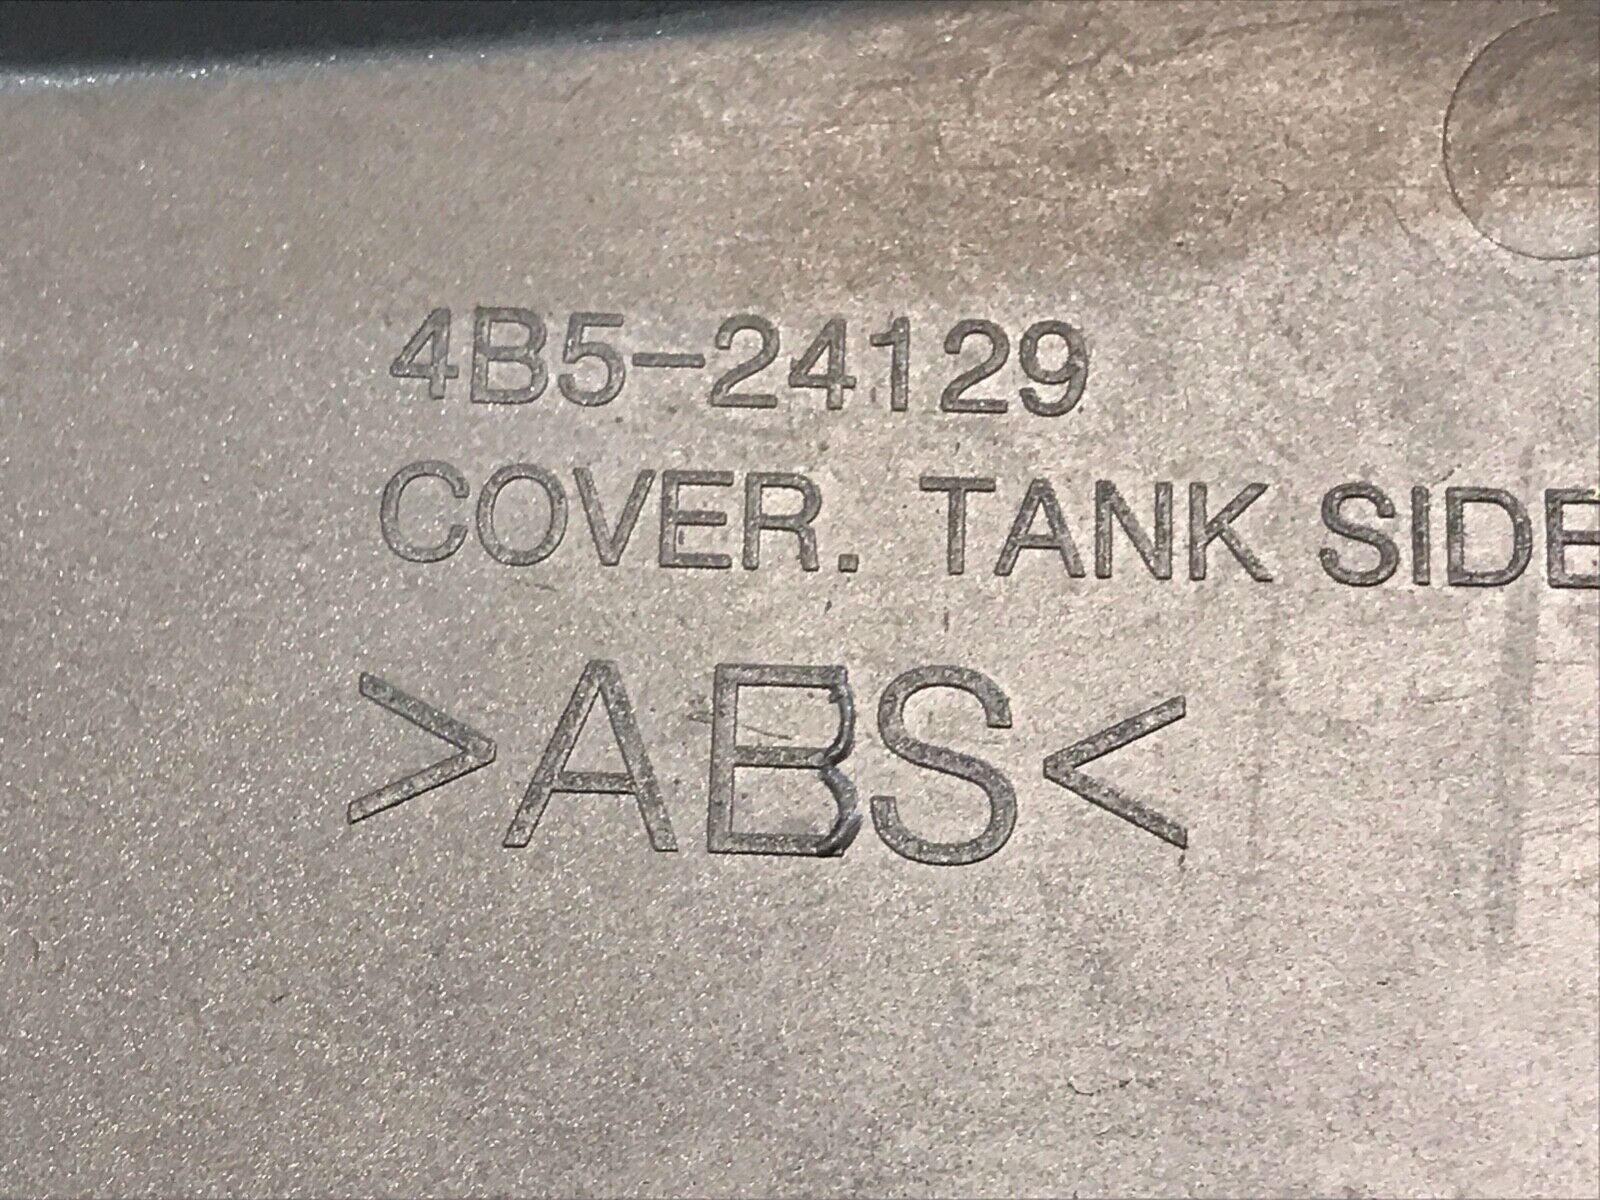 4B5-24129
COVER. TANK SIDE
>ABS<